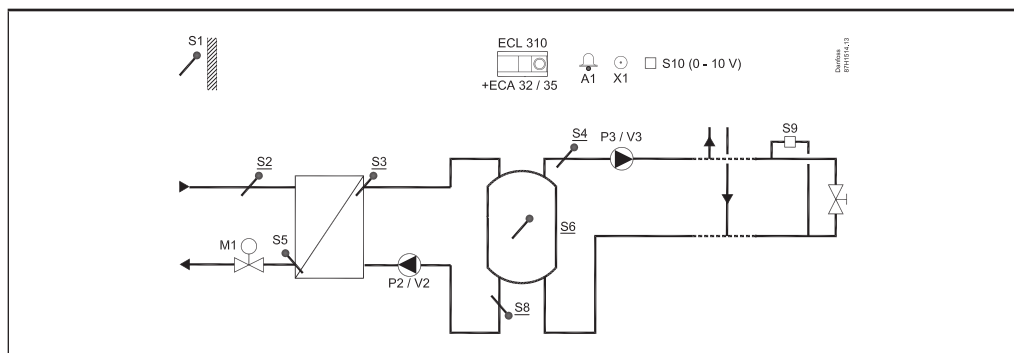 S1
ECL 310
+ECA 32 / 35
A1
X1
S10 (0 - 10 V)
Danfoss
87H1514.13
S2
S3
S4
P3 / V3
S9
S6
M1
S5
P2 / V2
S8